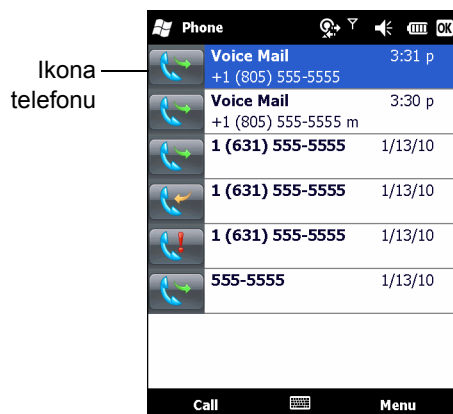 Phone
OK
Ikona
telefonu
Voice Mail 3:31 p
+1 (805) 555-5555
Voice Mail 3:30 p
+1 (805) 555-5555 m
1 (631) 555-5555 1/13/10
1 (631) 555-5555 1/13/10
1 (631) 555-5555 1/13/10
555-5555 1/13/10
Call Menu